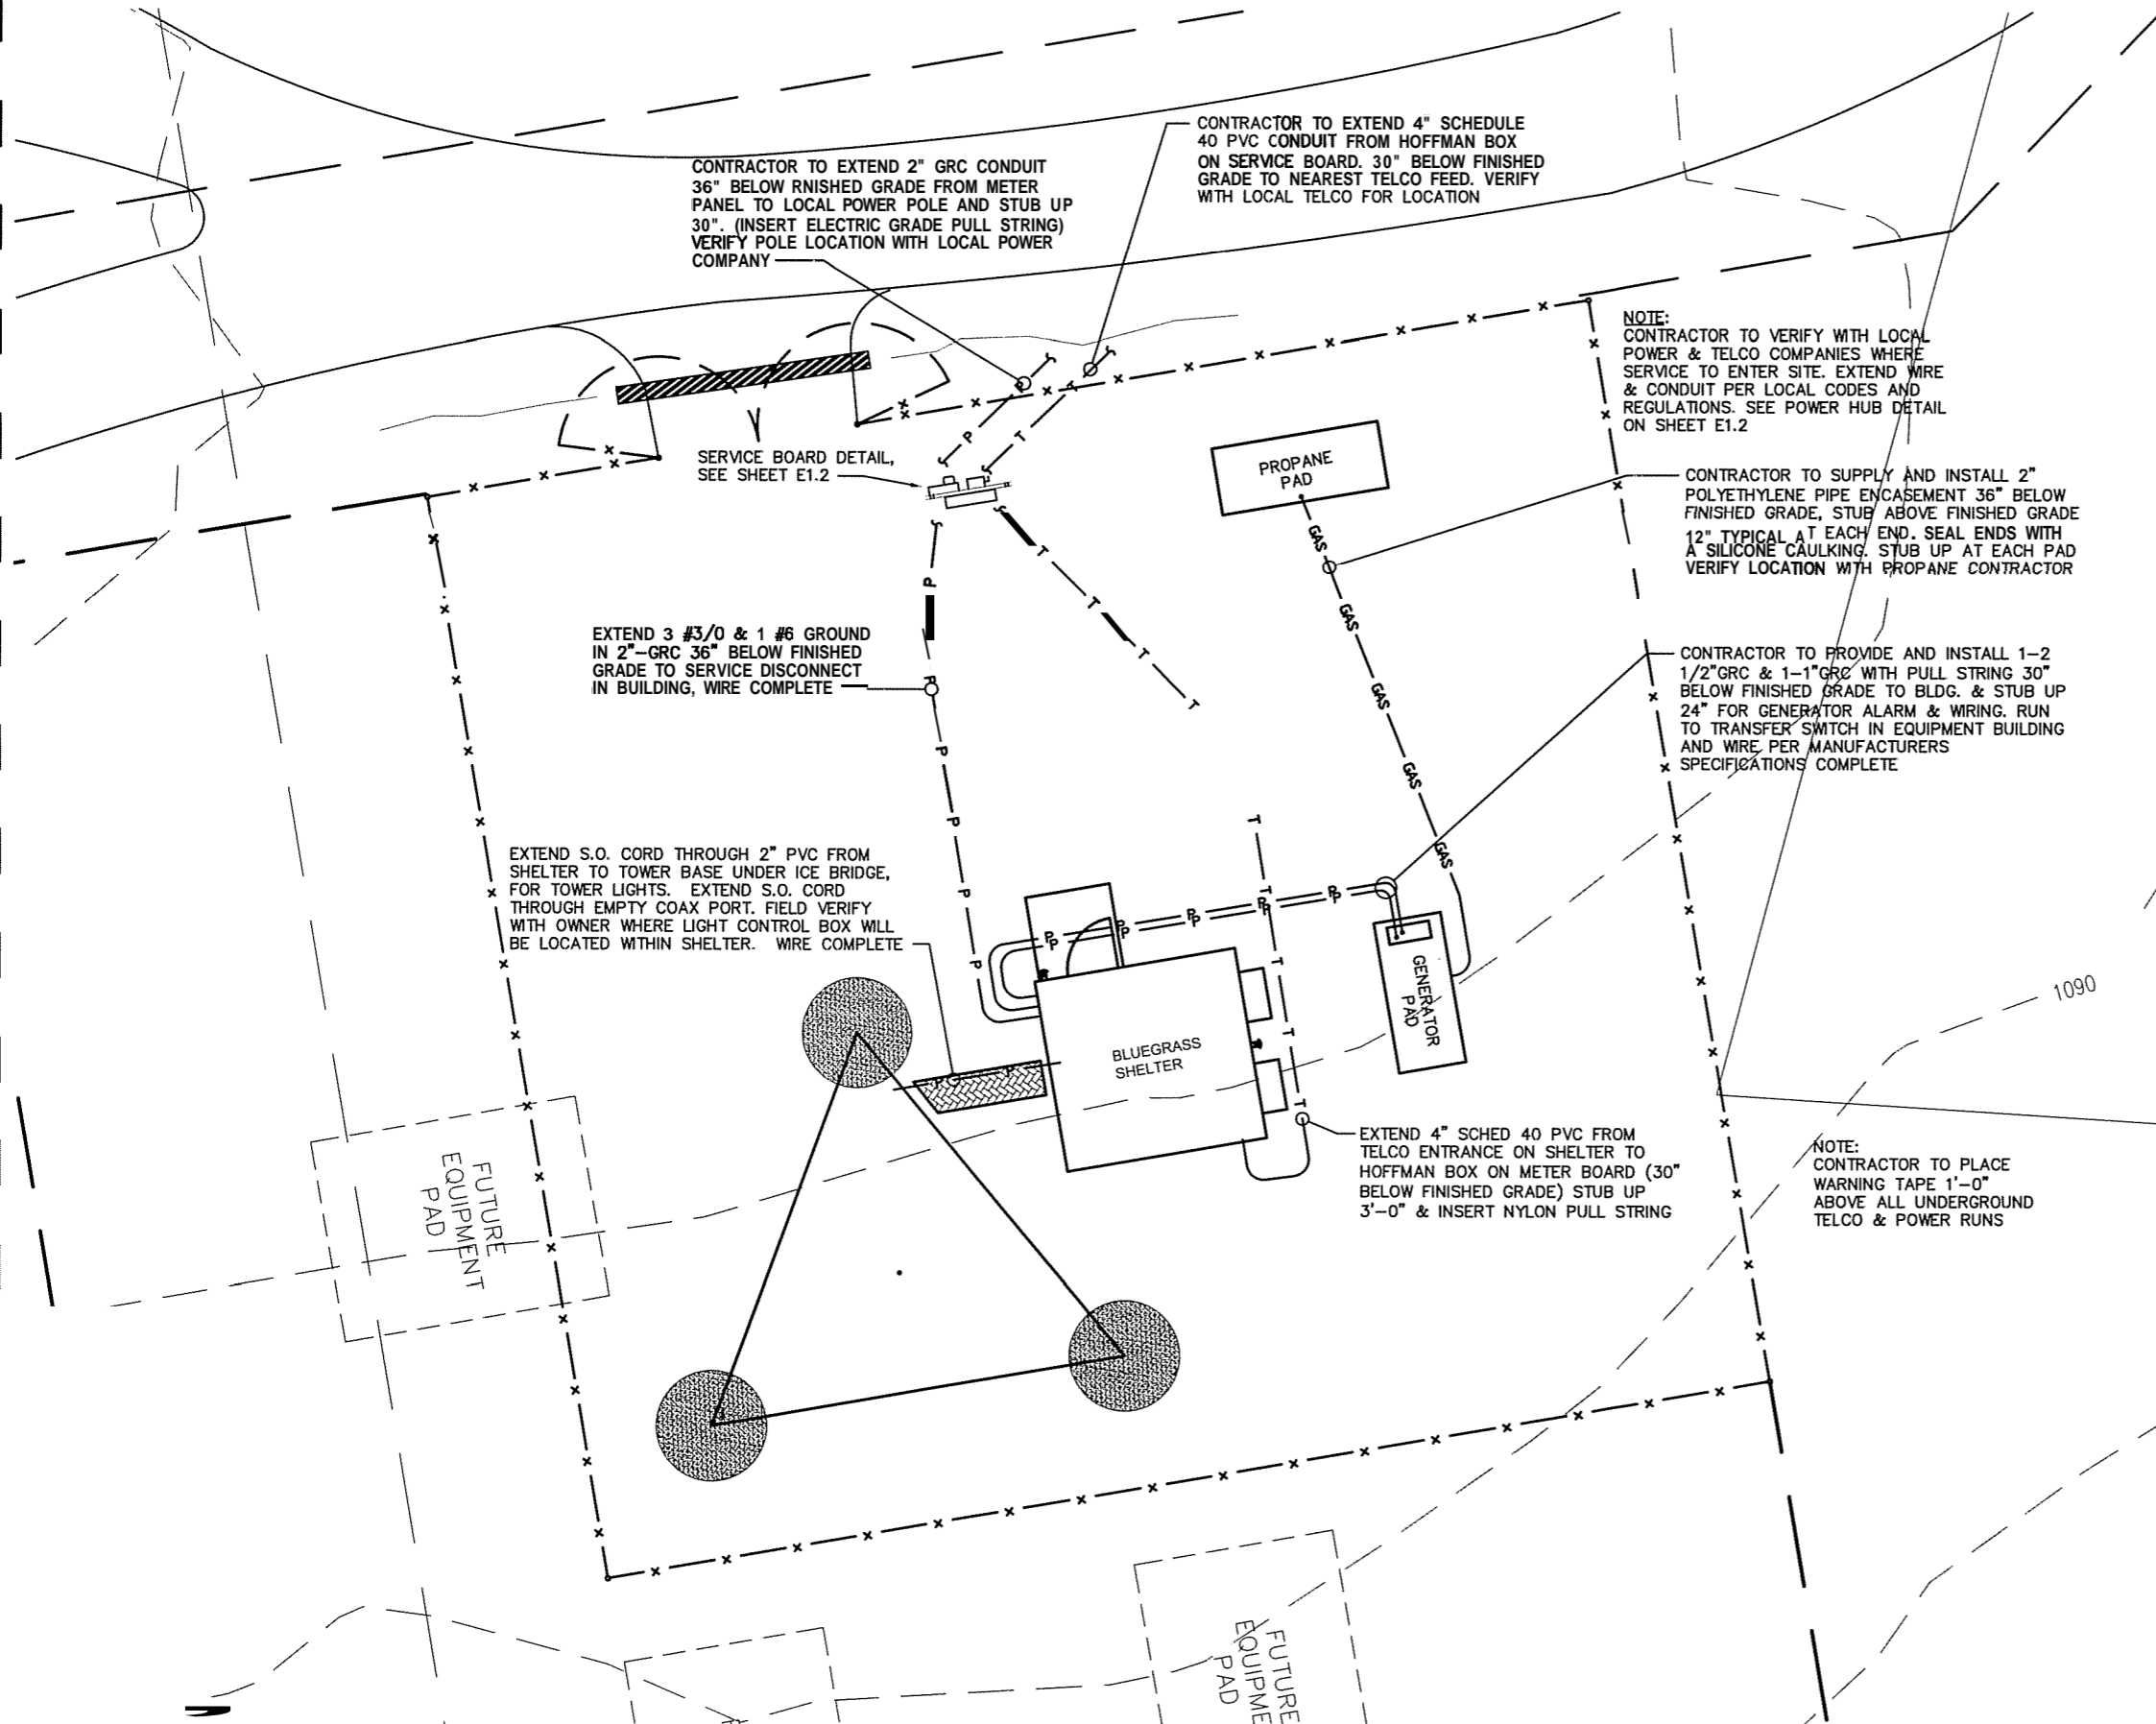 CONTRACTOR TO EXTEND 4" SCHEDULE
40 PVC CONDUIT FROM HOFFMAN BOX
ON SERVICE BOARD. 30" BELOW FINISHED
GRADE TO NEAREST TELCO FEED. VERIFY
WITH LOCAL TELCO FOR LOCATION
CONTRACTOR TO EXTEND 2" GRC CONDUIT
36" BELOW RNISHED GRADE FROM METER
PANEL TO LOCAL POWER POLE AND STUB UP
30". (INSERT ELECTRIC GRADE PULL STRING)
VERIFY POLE LOCATION WITH LOCAL POWER
COMPANY
NOTE:
CONTRACTOR TO VERIFY WITH LOCAL
POWER & TELCO COMPANIES WHERE
SERVICE TO ENTER SITE. EXTEND WIRE
& CONDUIT PER LOCAL CODES AND
REGULATIONS. SEE POWER HUB DETAIL
ON SHEET E1.2
SERVICE BOARD DETAIL,
SEE SHEET E1.2
PROPANE
PAD
CONTRACTOR TO SUPPLY AND INSTALL 2"
POLYETHYLENE PIPE ENCASEMENT 36" BELOW
FINISHED GRADE, STUB ABOVE FINISHED GRADE
12" TYPICAL AT EACH END. SEAL ENDS WITH
A SILICONE CAULKING. STUB UP AT EACH PAD
VERIFY LOCATION WITH PROPANE CONTRACTOR
GAS
GAS
GAS
GAS
GAS
EXTEND 3 #3/0 & 1 #6 GROUND
IN 2"-GRC 36" BELOW FINISHED
GRADE TO SERVICE DISCONNECT
IN BUILDING, WIRE COMPLETE
CONTRACTOR TO PROVIDE AND INSTALL 1-2
1/2"GRC & 1-1"GRC WITH PULL STRING 30"
BELOW FINISHED GRADE TO BLDG. & STUB UP
24" FOR GENERATOR ALARM & WIRING. RUN
TO TRANSFER SWITCH IN EQUIPMENT BUILDING
AND WIRE PER MANUFACTURERS
SPECIFICATIONS COMPLETE
EXTEND S.O. CORD THROUGH 2" PVC FROM
SHELTER TO TOWER BASE UNDER ICE BRIDGE,
FOR TOWER LIGHTS. EXTEND S.O. CORD
THROUGH EMPTY COAX PORT. FIELD VERIFY
WITH OWNER WHERE LIGHT CONTROL BOX WILL
BE LOCATED WITHIN SHELTER. WIRE COMPLETE
GENERATOR
PAD
1090
BLUEGRASS
SHELTER
EXTEND 4" SCHED 40 PVC FROM
TELCO ENTRANCE ON SHELTER TO
HOFFMAN BOX ON METER BOARD (30"
BELOW FINISHED GRADE) STUB UP
3'-0" & INSERT NYLON PULL STRING
NOTE:
CONTRACTOR TO PLACE
WARNING TAPE 1'-0"
ABOVE ALL UNDERGROUND
TELCO & POWER RUNS
FUTURE
EQUIPMENT
PAD
FUTURE
EQUIPME
PAD